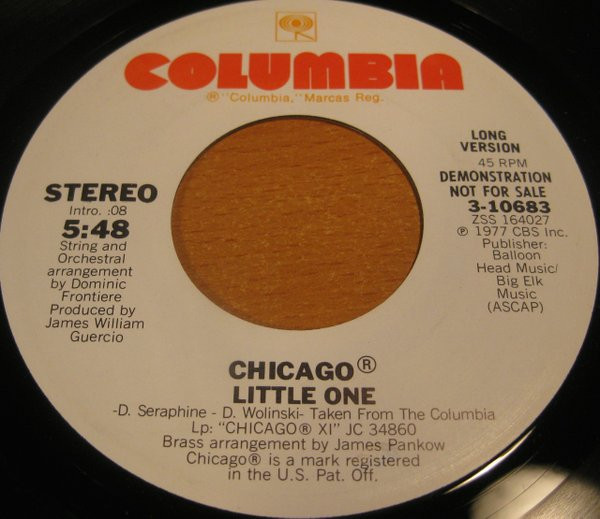 COLUMBIA
®"Columbia," Marcas Reg.
STEREO
Intro. :08
5:48
String and
Orchestral
arrangement
by Dominic
Frontiere
Produced by
James William
Guercio
LONG
VERSION
45 RPM
DEMONSTRATION
NOT FOR SALE
3-10683
ZSS 164027
℗ 1977 CBS Inc.
Publisher:
Balloon
Head Music/
Big Elk
Music
(ASCAP)
CHICAGO®
LITTLE ONE
-D. Seraphine - D. Wolinski- Taken From The Columbia
Lp: "CHICAGO® XI" JC 34860
Brass arrangement by James Pankow
Chicago® is a mark registered
in the U.S. Pat. Off.